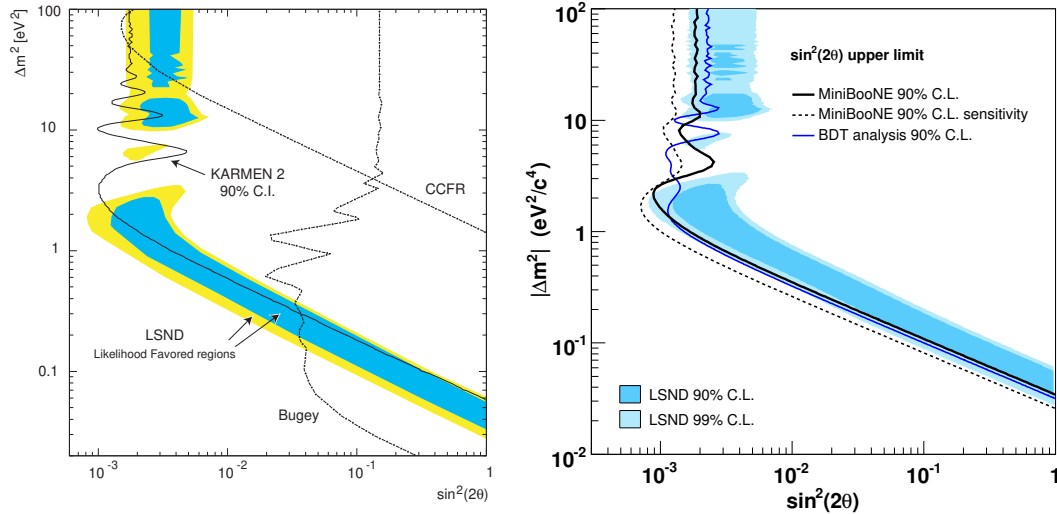 Δm² [eV²]
100
10
1
0.1
KARMEN 2
90% C.I.
CCFR
LSND
Likelihood Favored regions
Bugey
10⁻³
10⁻²
10⁻¹
1
sin²(2θ)
|Δm²| (eV²/c⁴)
10²
10
1
10⁻¹
10⁻²
sin²(2θ) upper limit
MiniBooNE 90% C.L.
MiniBooNE 90% C.L. sensitivity
BDT analysis 90% C.L.
LSND 90% C.L.
LSND 99% C.L.
10⁻³
10⁻²
10⁻¹
1
sin²(2θ)